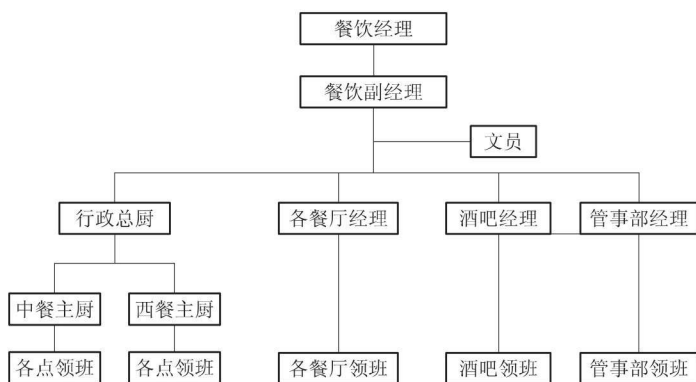 餐饮经理
餐饮副经理
文员
行政总厨
各餐厅经理
酒吧经理
管事部经理
中餐主厨
西餐主厨
各点领班
各点领班
各餐厅领班
酒吧领班
管事部领班